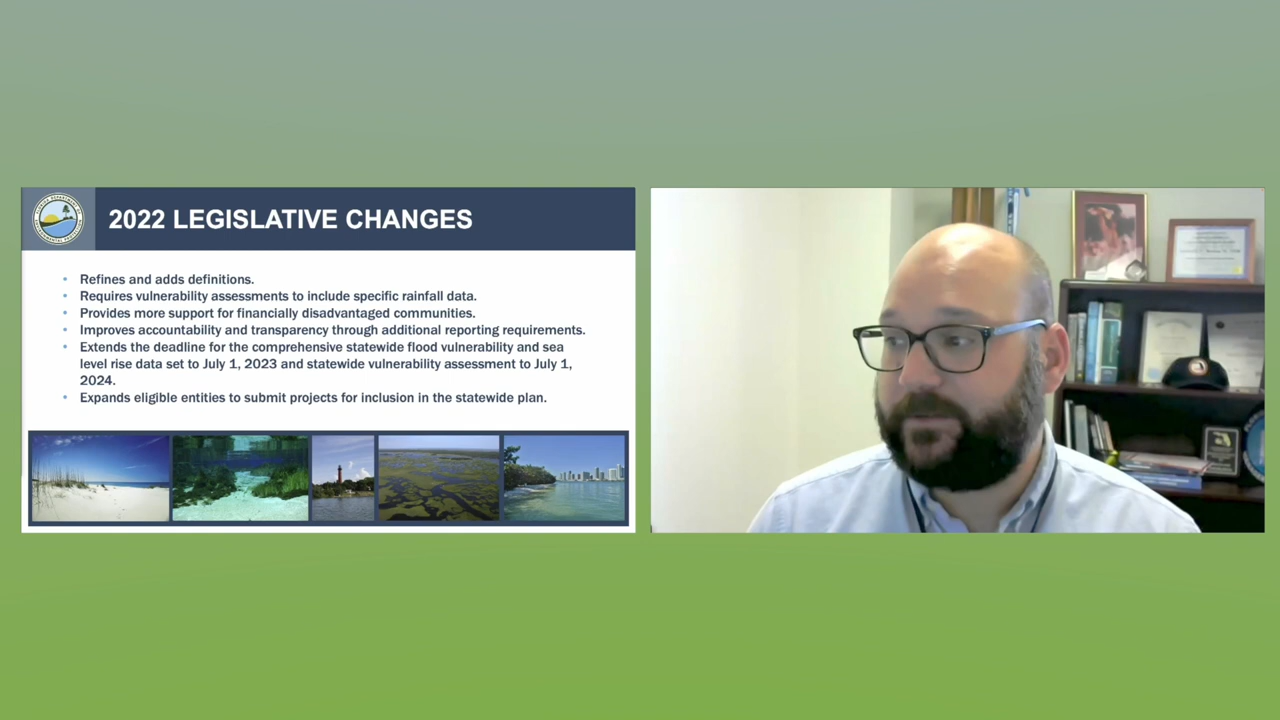 2022 LEGISLATIVE CHANGES
• Refines and adds definitions.
• Requires vulnerability assessments to include specific rainfall data.
• Provides more support for financially disadvantaged communities.
• Improves accountability and transparency through additional reporting requirements.
• Extends the deadline for the comprehensive statewide flood vulnerability and sea
level rise data set to July 1, 2023 and statewide vulnerability assessment to July 1,
2024.
• Expands eligible entities to submit projects for inclusion in the statewide plan.